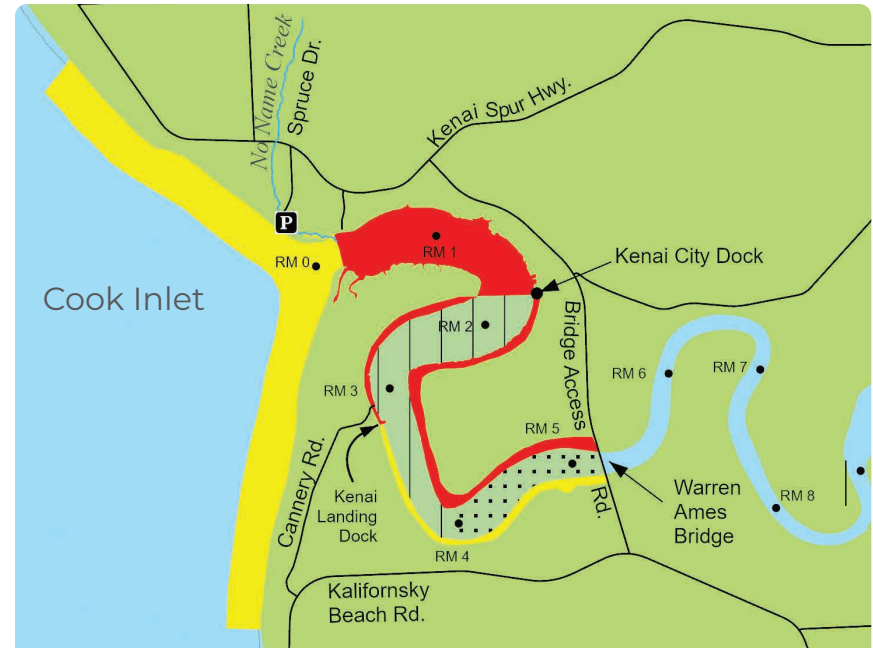 No Name Creek
Spruce Dr.
Kenai Spur Hwy.
P
RM 0
RM 1
Kenai City Dock
Cook Inlet
Bridge Access
Rd.
RM 2
RM 3
RM 6
RM 7
RM 5
Cannery Rd.
Kenai
Landing
Dock
Warren
Ames
Bridge
RM 8
RM 4
Kalifornsky
Beach Rd.